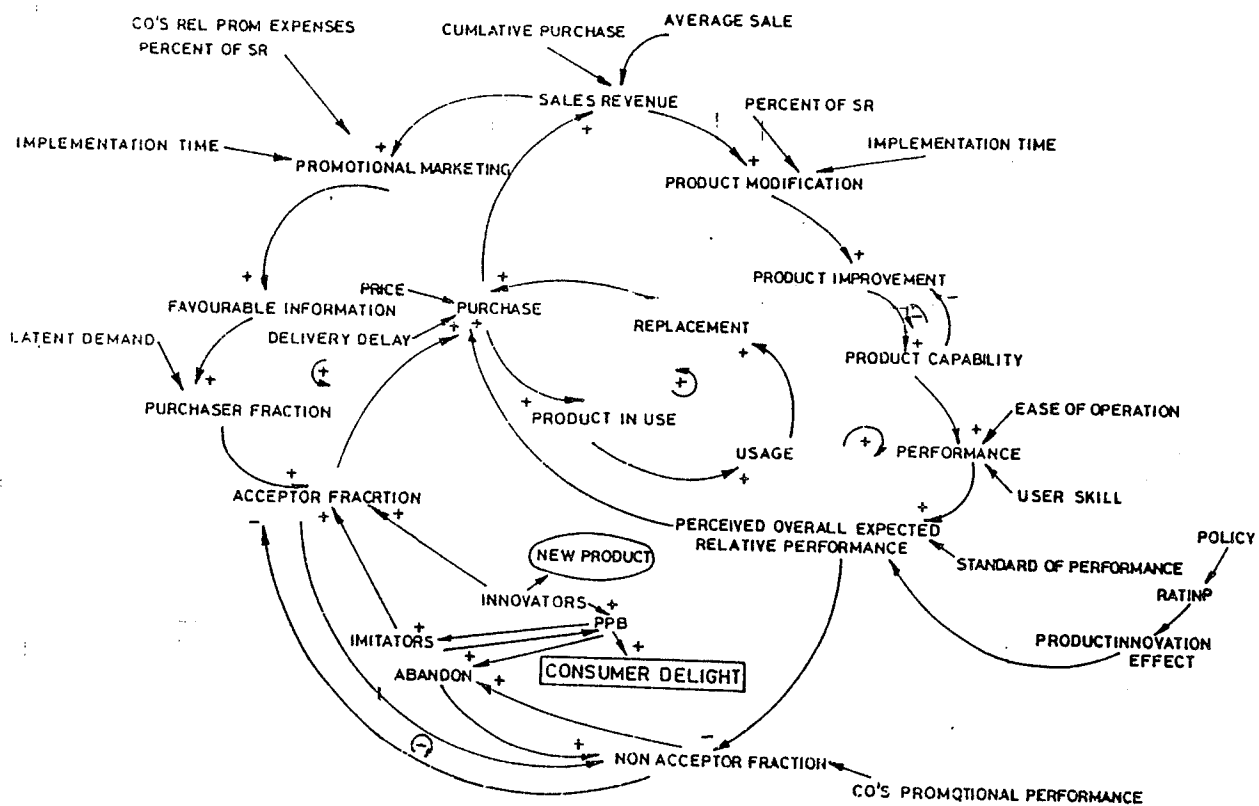 CO'S REL PROM EXPENSES
PERCENT OF SR
CUMLATIVE PURCHASE
AVERAGE SALE
SALES REVENUE
PERCENT OF SR
IMPLEMENTATION TIME
IMPLEMENTATION TIME
PROMOTIONAL MARKETING
PRODUCT MODIFICATION
PRODUCT IMPROVEMENT
FAVOURABLE INFORMATION
PRICE
PURCHASE
REPLACEMENT
LATENT DEMAND
DELIVERY DELAY
PRODUCT CAPABILITY
PURCHASER FRACTION
PRODUCT IN USE
EASE OF OPERATION
USAGE
PERFORMANCE
USER SKILL
ACCEPTOR FRACRTION
PERCEIVED OVERALL EXPECTED
RELATIVE PERFORMANCE
NEW PRODUCT
STANDARD OF PERFORMANCE
POLICY
RATINP
INNOVATORS
PPB
IMITATORS
PRODUCTINNOVATION
EFFECT
ABANDON
CONSUMER DELIGHT
NON ACCEPTOR FRACTION
CO'S PROMOTIONAL PERFORMANCE